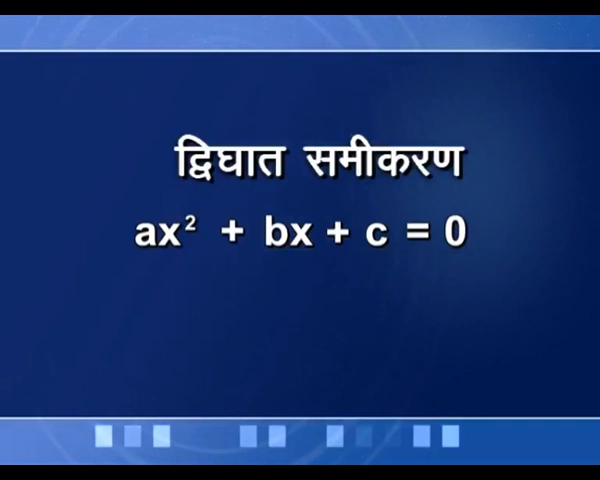 द्विघात समीकरण
ax² + bx + c = 0